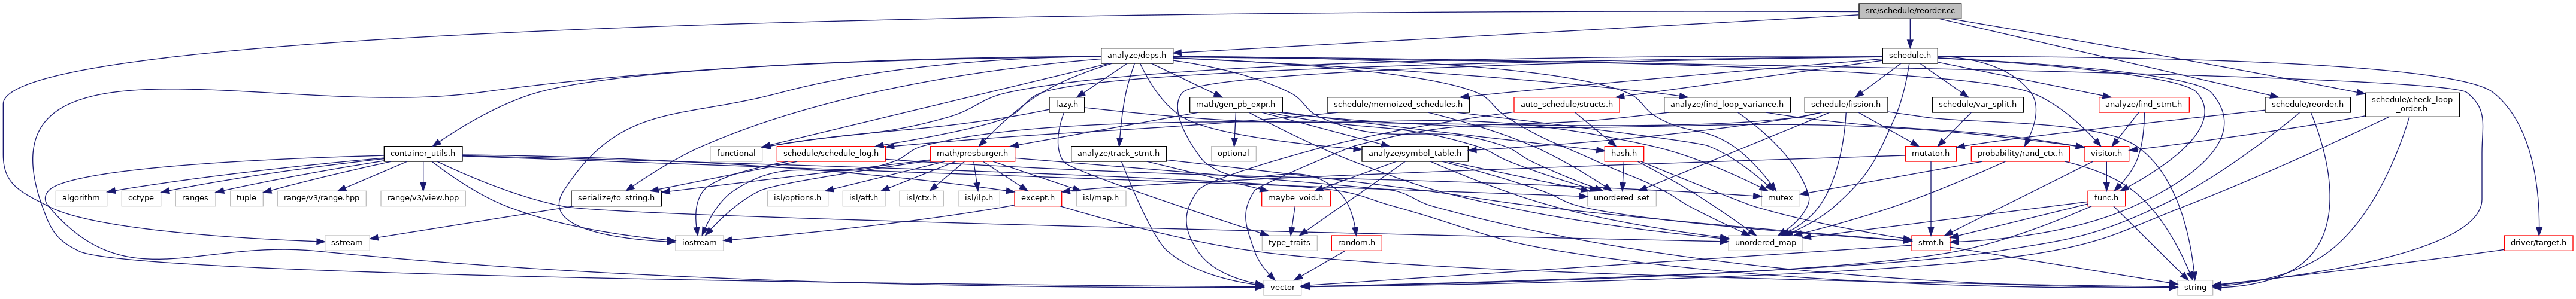 src/schedule/reorder.cc
analyze/deps.h
schedule.h
lazy.h
math/gen_pb_expr.h
schedule/memoized_schedules.h
auto_schedule/structs.h
analyze/find_loop_variance.h
schedule/fission.h
schedule/var_split.h
analyze/find_stmt.h
schedule/reorder.h
schedule/check_loop
_order.h
container_utils.h
functional
schedule/schedule_log.h
math/presburger.h
analyze/track_stmt.h
optional
analyze/symbol_table.h
hash.h
mutator.h
probability/rand_ctx.h
visitor.h
algorithm
cctype
ranges
tuple
range/v3/range.hpp
range/v3/view.hpp
serialize/to_string.h
isl/options.h
isl/aff.h
isl/ctx.h
isl/ilp.h
except.h
isl/map.h
maybe_void.h
unordered_set
mutex
func.h
sstream
iostream
type_traits
random.h
unordered_map
stmt.h
driver/target.h
vector
string